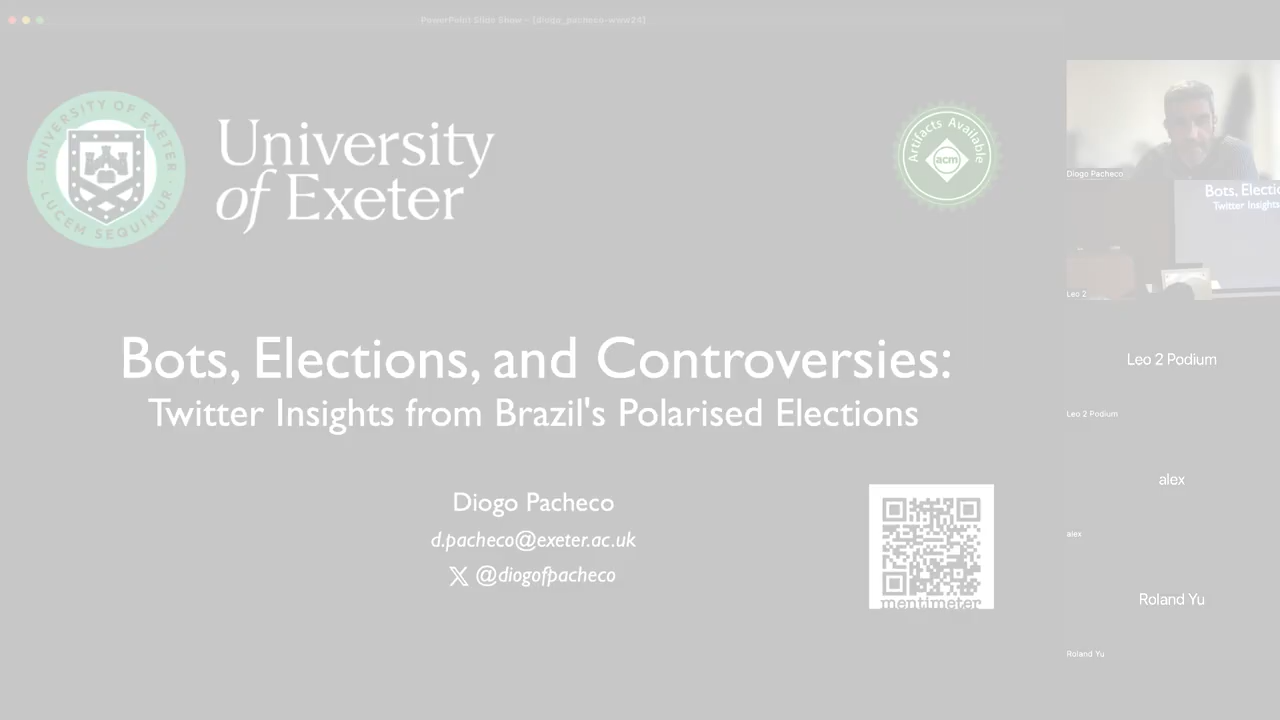 PowerPoint Slide Show - [diogo_pacheco-www24]
UNIVERSITY OF EXETER
LUCEM SEQUIMUR
University
of Exeter
Artifacts Available
acm
Bots, Elections, and Controversies:
Twitter Insights from Brazil's Polarised Elections
Diogo Pacheco
d.pacheco@exeter.ac.uk
@diogofpacheco
mentimeter
Diogo Pacheco
Bots, Electio
Twitter Insights
Leo 2
Leo 2 Podium
Leo 2 Podium
alex
alex
Roland Yu
Roland Yu